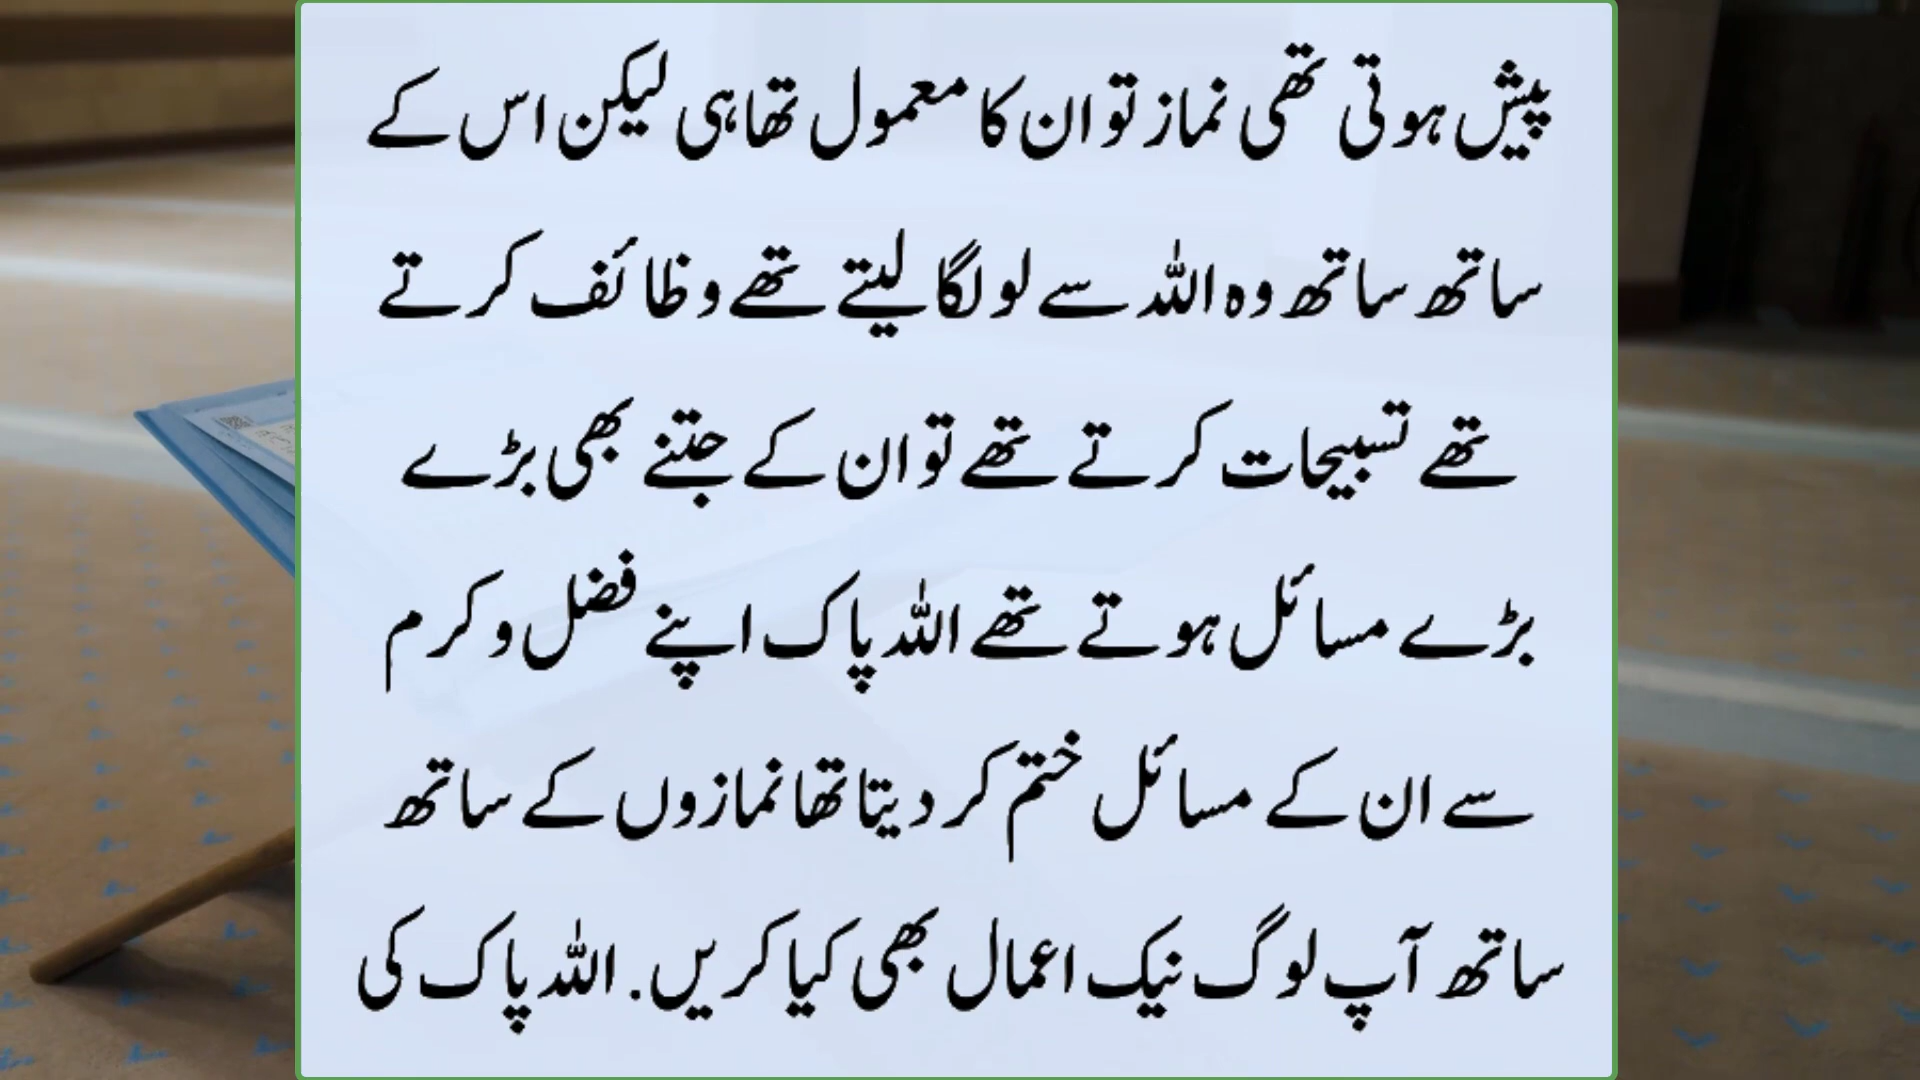 پیش ہوتی تھی نماز تو ان کا معمول تھا ہی لیکن اس کے
ساتھ ساتھ وہ اللہ سے لو لگا لیتے تھے وظائف کرتے
تھے تسبیحات کرتے تھے تو ان کے جتنے بھی بڑے
بڑے مسائل ہوتے تھے اللہ پاک اپنے فضل و کرم
سے ان کے مسائل ختم کر دیتا تھا نمازوں کے ساتھ
ساتھ آپ لوگ نیک اعمال بھی کیا کریں. اللہ پاک کی